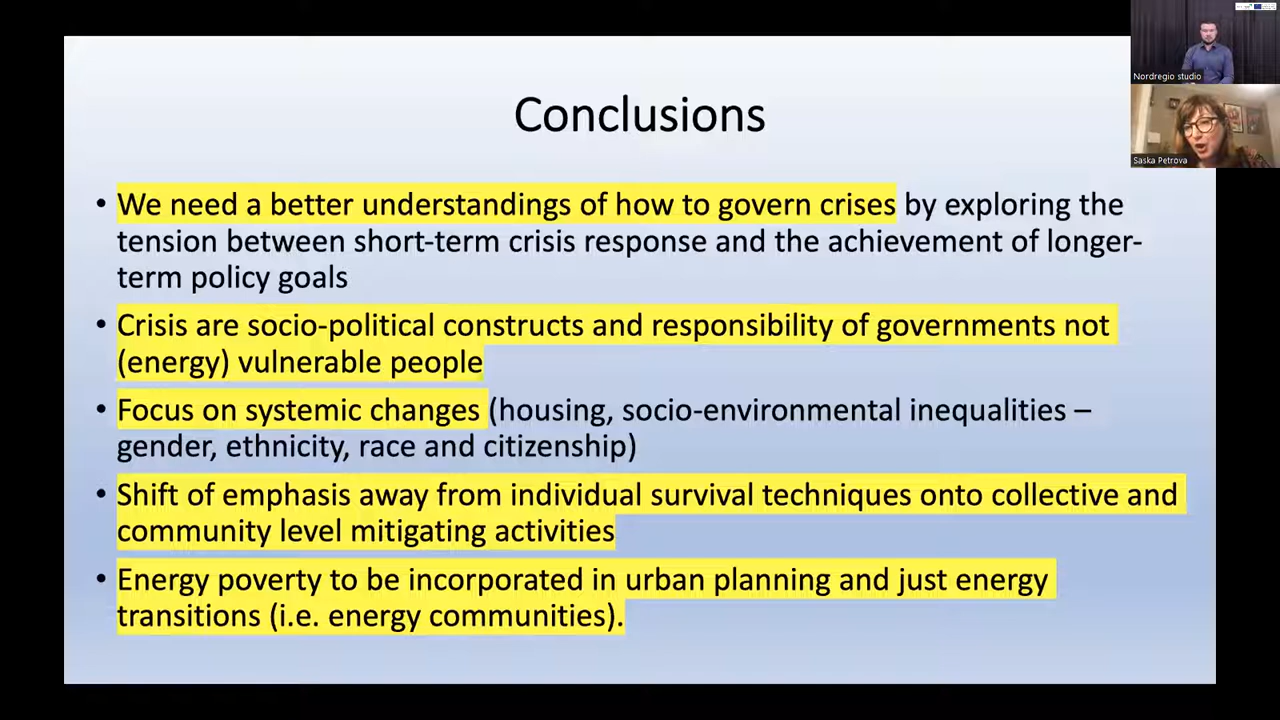 Conclusions
• We need a better understandings of how to govern crises by exploring the
tension between short-term crisis response and the achievement of longer-
term policy goals
• Crisis are socio-political constructs and responsibility of governments not
(energy) vulnerable people
• Focus on systemic changes (housing, socio-environmental inequalities –
gender, ethnicity, race and citizenship)
• Shift of emphasis away from individual survival techniques onto collective and
community level mitigating activities
• Energy poverty to be incorporated in urban planning and just energy
transitions (i.e. energy communities).
Nordregio studio
Saska Petrova